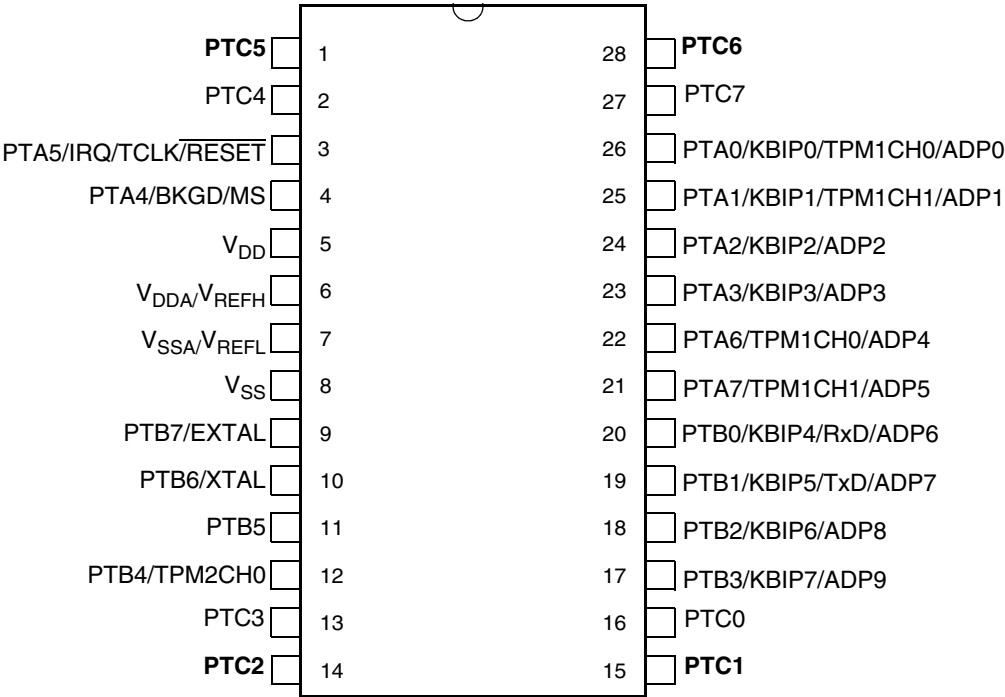 PTC5 1 28 PTC6
PTC4 2 27 PTC7
PTA5/IRQ/TCLK/RESET 3 26 PTA0/KBIP0/TPM1CH0/ADP0
PTA4/BKGD/MS 4 25 PTA1/KBIP1/TPM1CH1/ADP1
VDD 5 24 PTA2/KBIP2/ADP2
VDDA/VREFH 6 23 PTA3/KBIP3/ADP3
VSSA/VREFL 7 22 PTA6/TPM1CH0/ADP4
VSS 8 21 PTA7/TPM1CH1/ADP5
PTB7/EXTAL 9 20 PTB0/KBIP4/RxD/ADP6
PTB6/XTAL 10 19 PTB1/KBIP5/TxD/ADP7
PTB5 11 18 PTB2/KBIP6/ADP8
PTB4/TPM2CH0 12 17 PTB3/KBIP7/ADP9
PTC3 13 16 PTC0
PTC2 14 15 PTC1